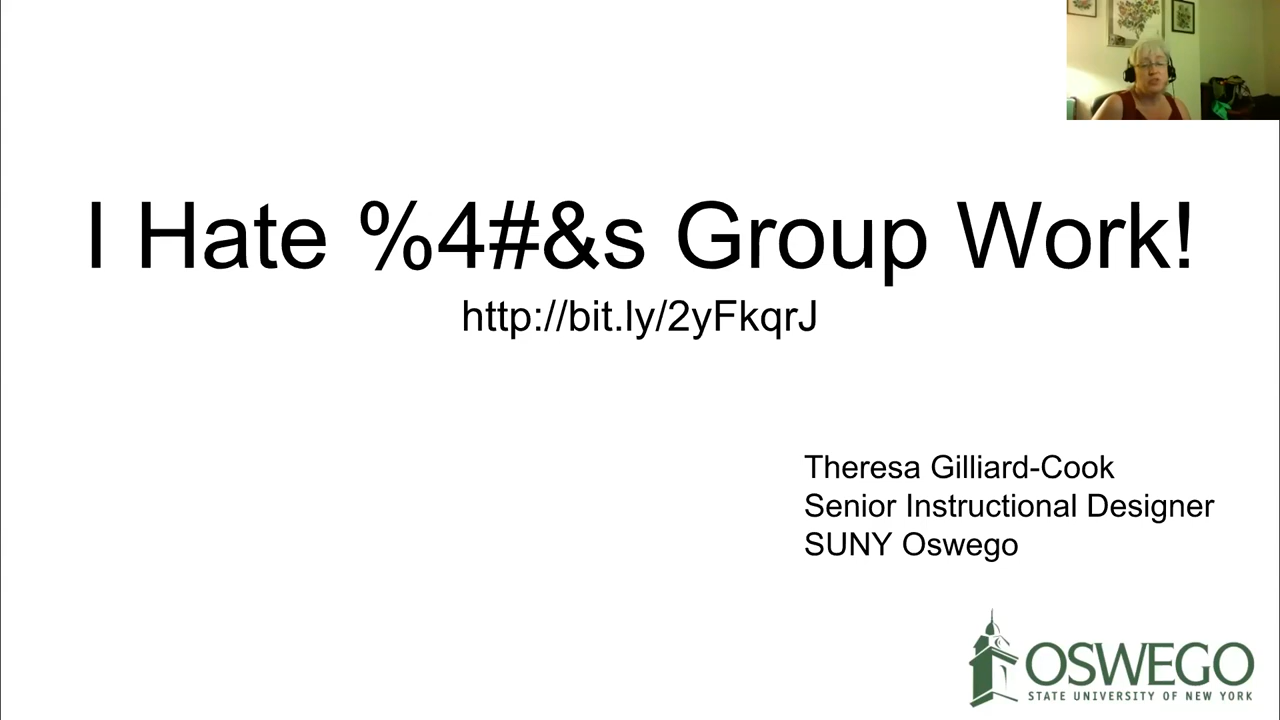 I Hate %4#&s Group Work!
http://bit.ly/2yFkqrJ
Theresa Gilliard-Cook
Senior Instructional Designer
SUNY Oswego
OSWEGO
STATE UNIVERSITY OF NEW YORK